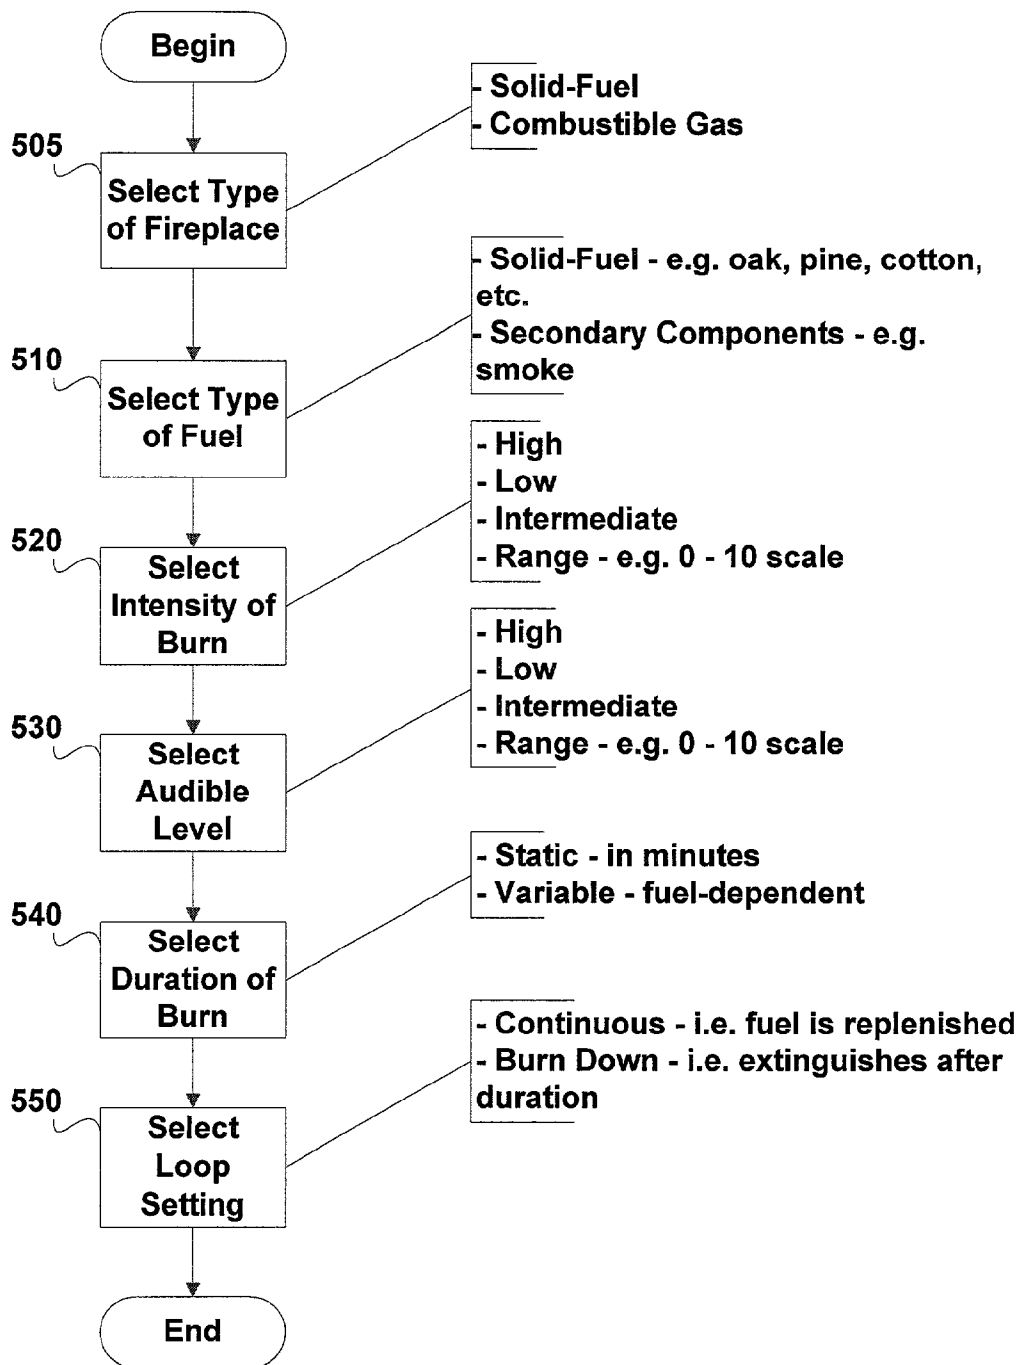 Begin
- Solid-Fuel
- Combustible Gas
505
Select Type
of Fireplace
- Solid-Fuel - e.g. oak, pine, cotton,
etc.
- Secondary Components - e.g.
smoke
510
Select Type
of Fuel
- High
- Low
- Intermediate
- Range - e.g. 0 - 10 scale
520
Select
Intensity of
Burn
- High
- Low
- Intermediate
- Range - e.g. 0 - 10 scale
530
Select
Audible
Level
- Static - in minutes
- Variable - fuel-dependent
540
Select
Duration of
Burn
- Continuous - i.e. fuel is replenished
- Burn Down - i.e. extinguishes after
duration
550
Select
Loop
Setting
End